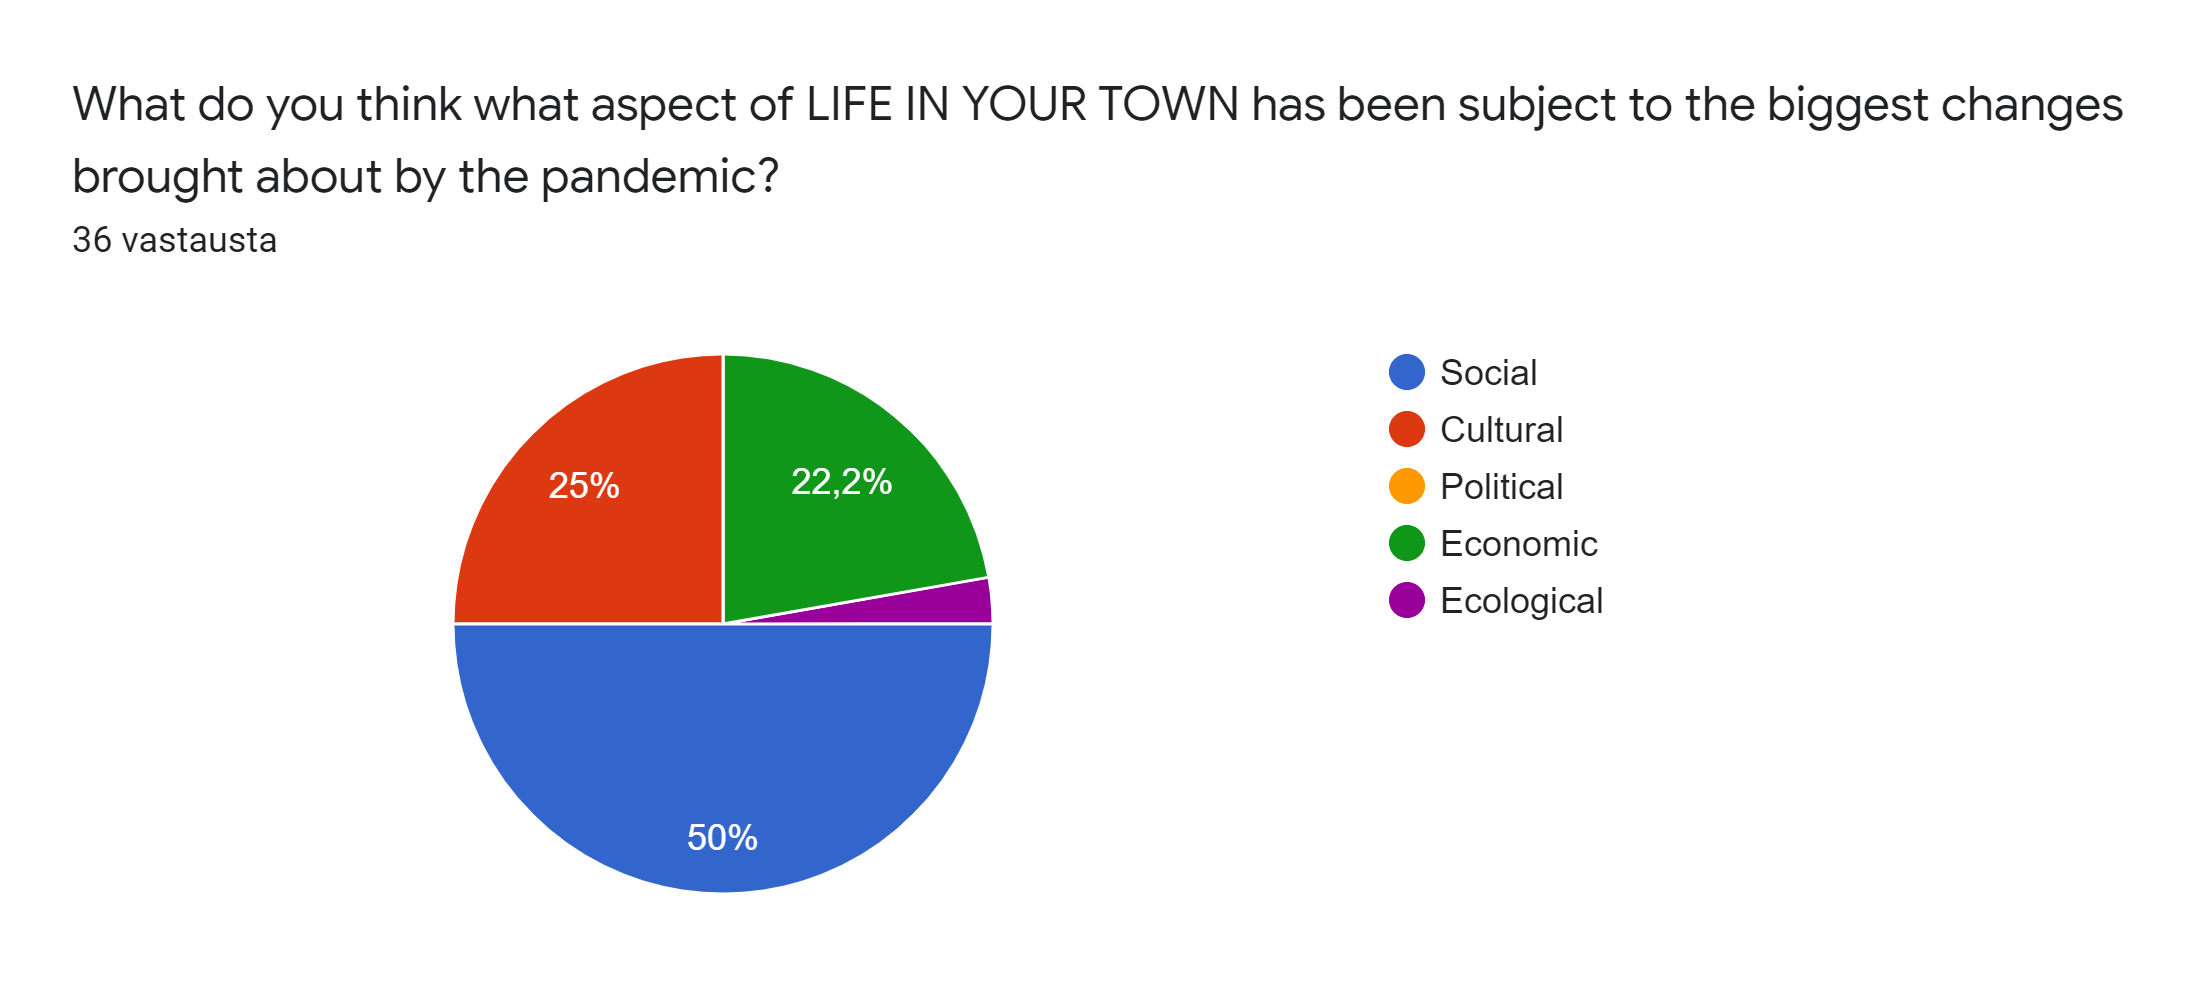 What do you think what aspect of LIFE IN YOUR TOWN has been subject to the biggest changes
brought about by the pandemic?
36 vastausta
25%
22,2%
50%
Social
Cultural
Political
Economic
Ecological